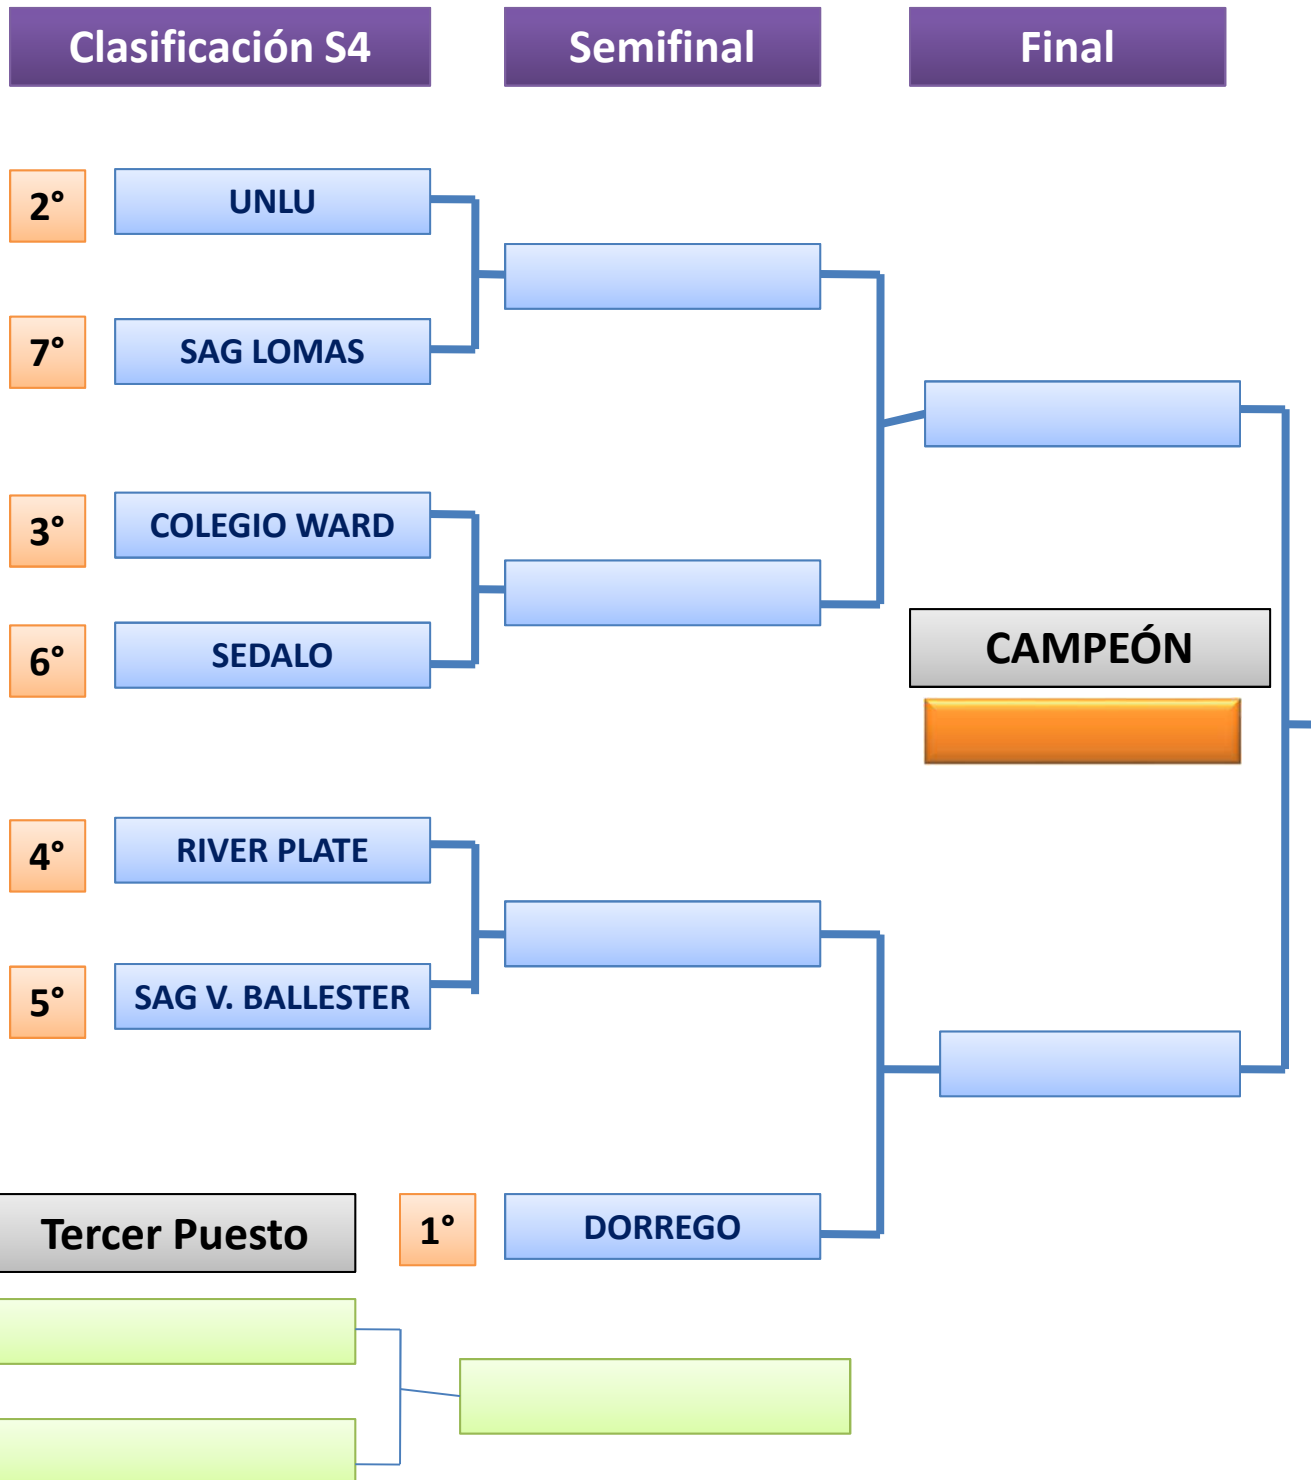 Clasificación S4
Semifinal
Final
2°
UNLU
7°
SAG LOMAS
3°
COLEGIO WARD
6°
SEDALO
CAMPEÓN
4°
RIVER PLATE
5°
SAG V. BALLESTER
Tercer Puesto
1°
DORREGO